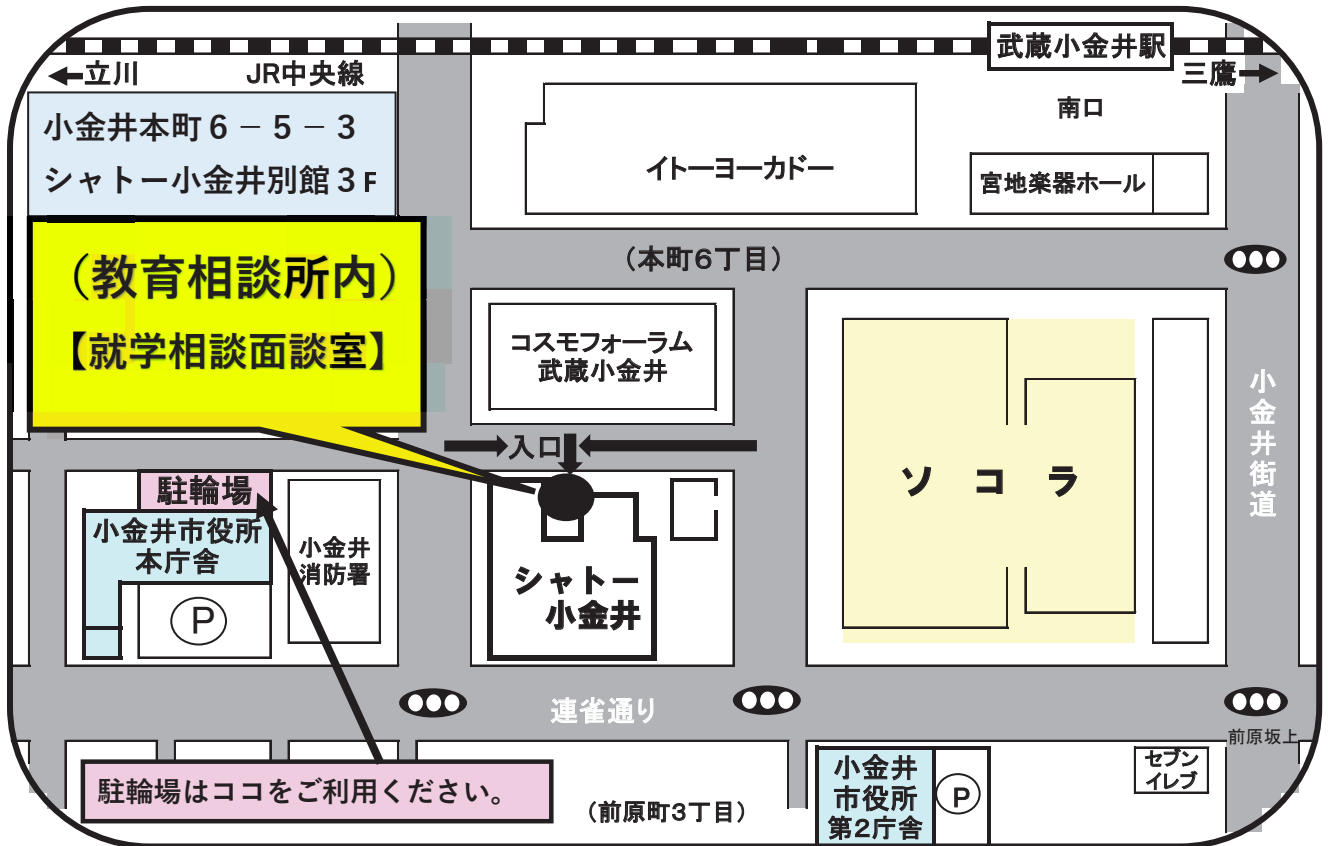 武蔵小金井駅
←立川
JR中央線
三鷹→
南口
小金井本町６－５－３
シャトー小金井別館３F
イトーヨーカドー
宮地楽器ホール
（教育相談所内）
【就学相談面談室】
（本町6丁目）
コスモフォーラム
武蔵小金井
小金井街道
入口
ソコラ
駐輪場
小金井市役所
本庁舎
P
小金井
消防署
シャトー
小金井
連雀通り
前原坂上
駐輪場はココをご利用ください。
（前原町3丁目）
小金井
市役所
第2庁舎
P
セブン
イレブ